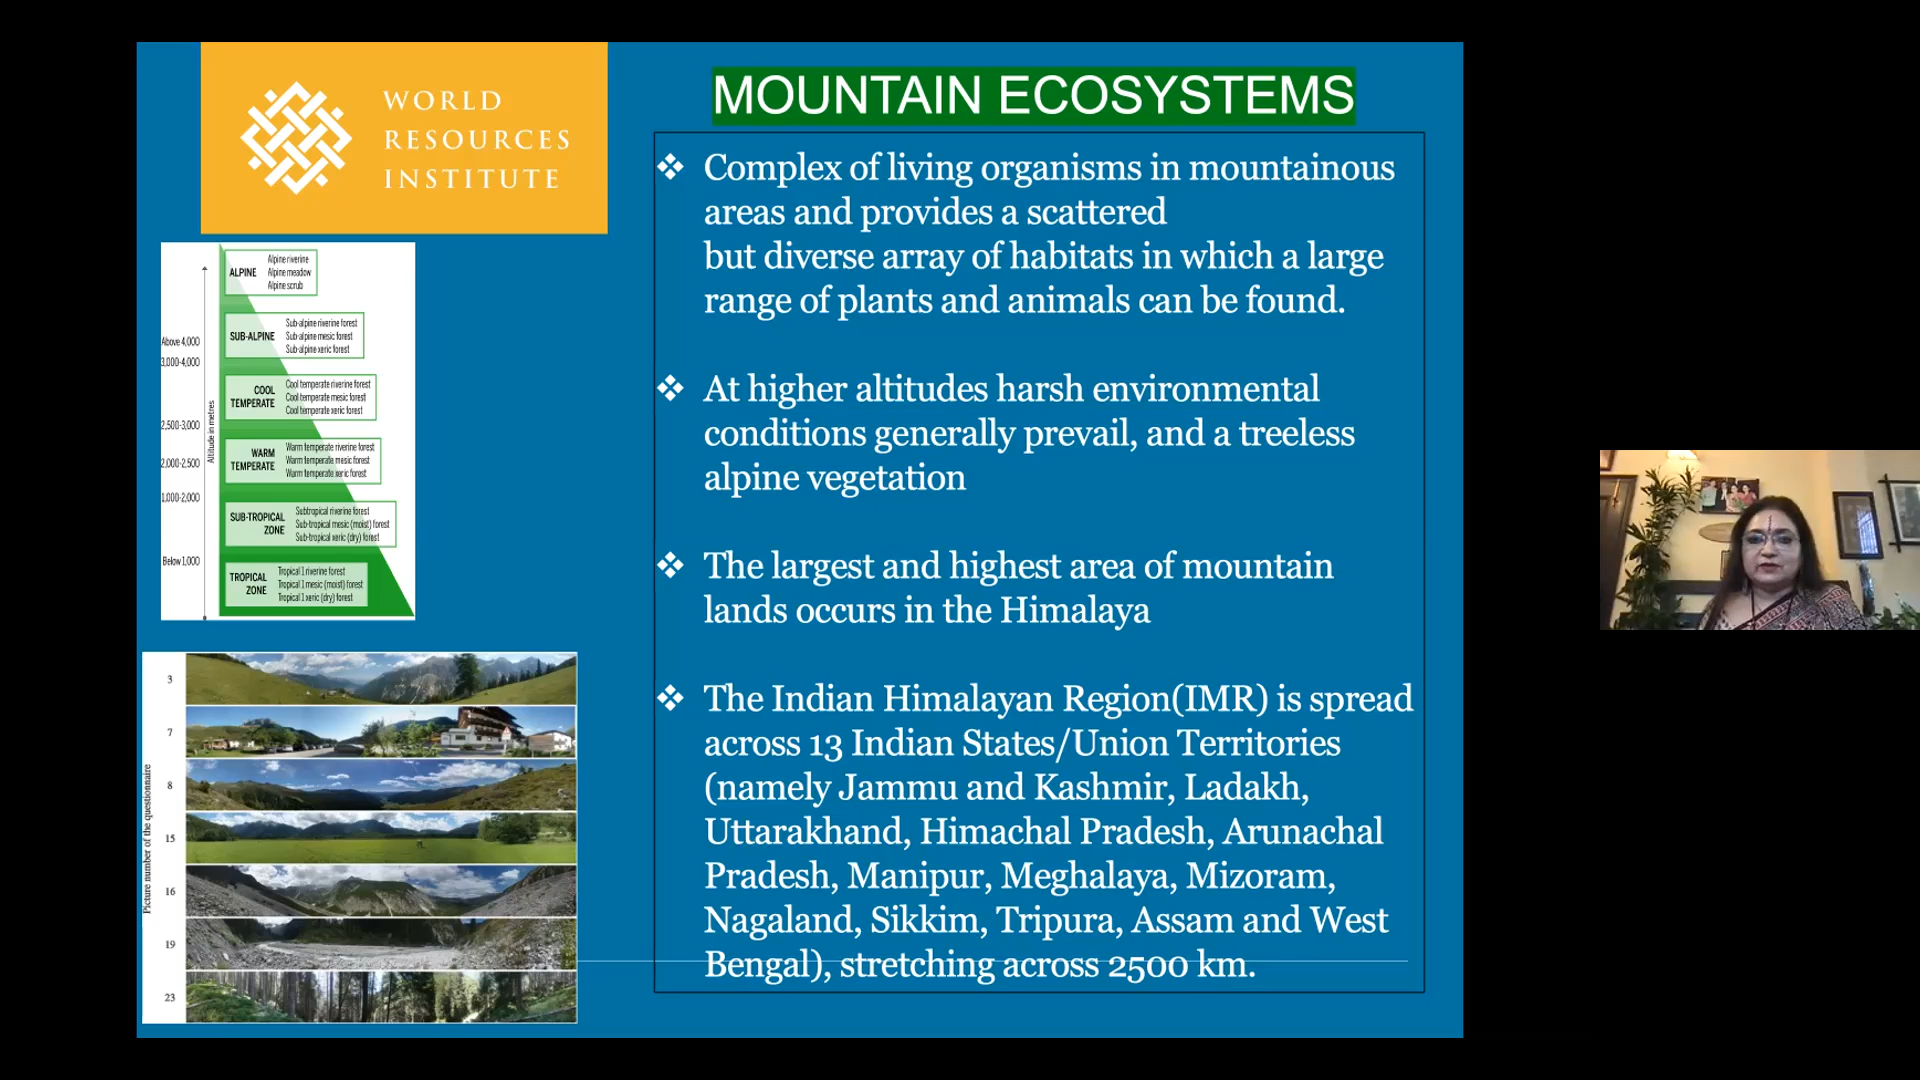 WORLD
RESOURCES
INSTITUTE
MOUNTAIN ECOSYSTEMS
❖ Complex of living organisms in mountainous
areas and provides a scattered
but diverse array of habitats in which a large
range of plants and animals can be found.
❖ At higher altitudes harsh environmental
conditions generally prevail, and a treeless
alpine vegetation
❖ The largest and highest area of mountain
lands occurs in the Himalaya
❖ The Indian Himalayan Region(IMR) is spread
across 13 Indian States/Union Territories
(namely Jammu and Kashmir, Ladakh,
Uttarakhand, Himachal Pradesh, Arunachal
Pradesh, Manipur, Meghalaya, Mizoram,
Nagaland, Sikkim, Tripura, Assam and West
Bengal), stretching across 2500 km.
Altitude in metres
Above 4,000
3,000-4,000
2,500-3,000
2,000-2,500
1,000-2,000
Below 1,000
ALPINE
Alpine riverine
Alpine meadow
Alpine scrub
SUB-ALPINE
Sub-alpine riverine forest
Sub-alpine mesic forest
Sub-alpine xeric forest
COOL
TEMPERATE
Cool temperate riverine forest
Cool temperate mesic forest
Cool temperate xeric forest
WARM
TEMPERATE
Warm temperate riverine forest
Warm temperate mesic forest
Warm temperate xeric forest
SUB-TROPICAL
ZONE
Subtropical riverine forest
Sub-tropical mesic (moist) forest
Sub-tropical xeric (dry) forest
TROPICAL
ZONE
Tropical 1 riverine forest
Tropical 1 mesic (moist) forest
Tropical 1 xeric (dry) forest
Picture number of the questionnaire
3
7
8
15
16
19
23